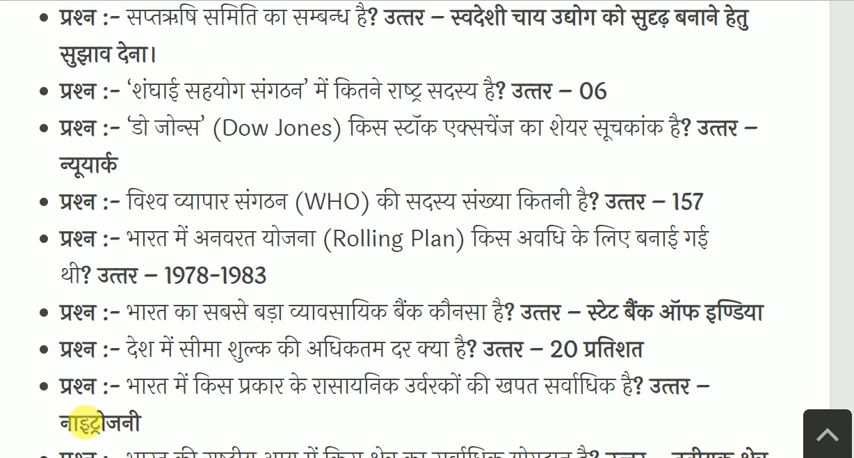 • प्रश्न :- सप्तऋषि समिति का सम्बन्ध है? उत्तर – स्वदेशी चाय उद्योग को सुदृढ़ बनाने हेतु
सुझाव देना।
• प्रश्न :- ‘शंघाई सहयोग संगठन’ में कितने राष्ट्र सदस्य है? उत्तर – 06
• प्रश्न :- ‘डो जोन्स’ (Dow Jones) किस स्टॉक एक्सचेंज का शेयर सूचकांक है? उत्तर –
न्यूयार्क
• प्रश्न :- विश्व व्यापार संगठन (WHO) की सदस्य संख्या कितनी है? उत्तर – 157
• प्रश्न :- भारत में अनवरत योजना (Rolling Plan) किस अवधि के लिए बनाई गई
थी? उत्तर – 1978-1983
• प्रश्न :- भारत का सबसे बड़ा व्यावसायिक बैंक कौनसा है? उत्तर – स्टेट बैंक ऑफ इण्डिया
• प्रश्न :- देश में सीमा शुल्क की अधिकतम दर क्या है? उत्तर – 20 प्रतिशत
• प्रश्न :- भारत में किस प्रकार के रासायनिक उर्वरकों की खपत सर्वाधिक है? उत्तर –
नाइट्रोजनी